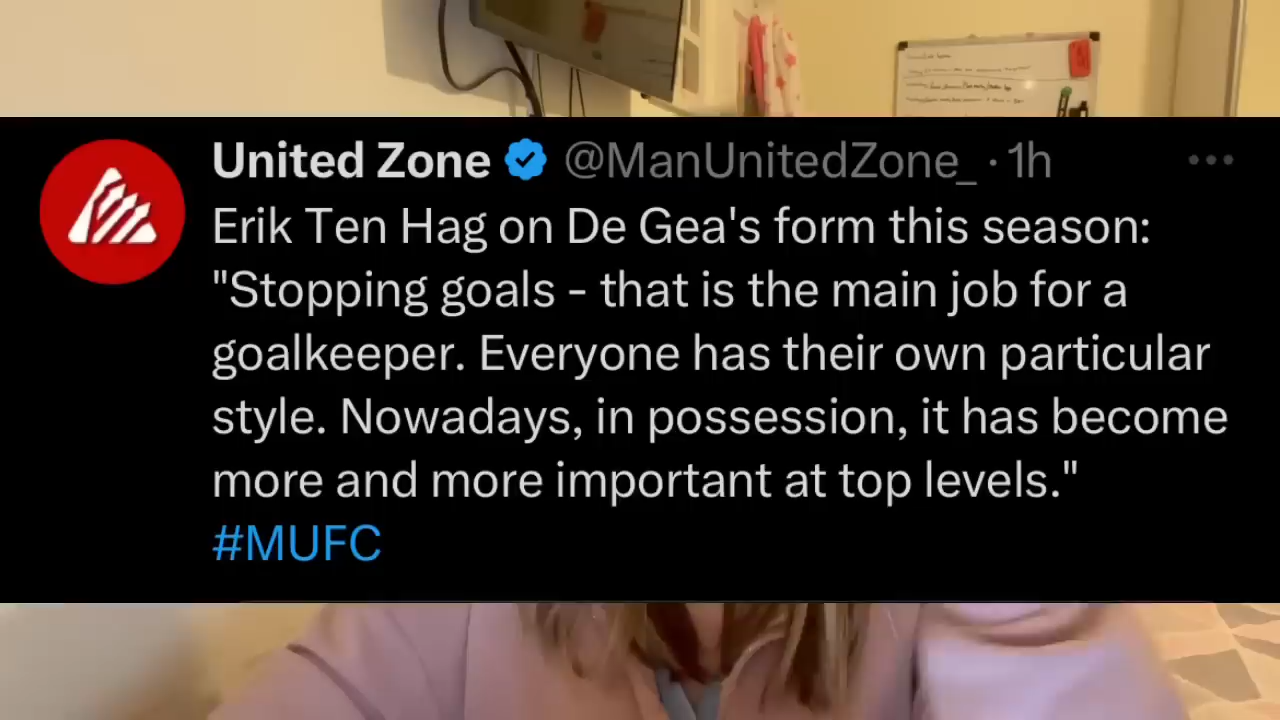 United Zone @ManUnitedZone_ · 1h
Erik Ten Hag on De Gea's form this season:
"Stopping goals - that is the main job for a
goalkeeper. Everyone has their own particular
style. Nowadays, in possession, it has become
more and more important at top levels."
#MUFC